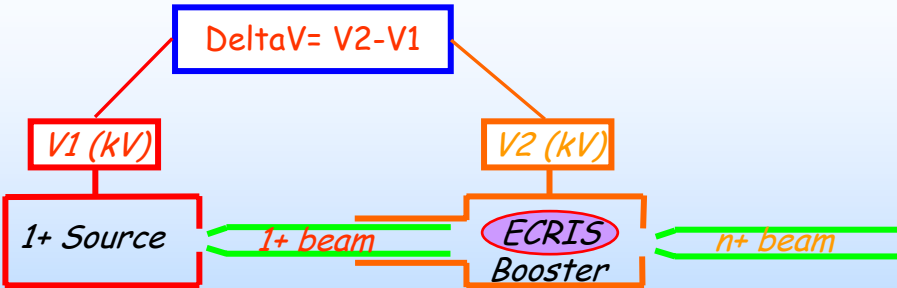 DeltaV= V2-V1
V1 (kV)
V2 (kV)
1+ Source
1+ beam
ECRIS
Booster
n+ beam